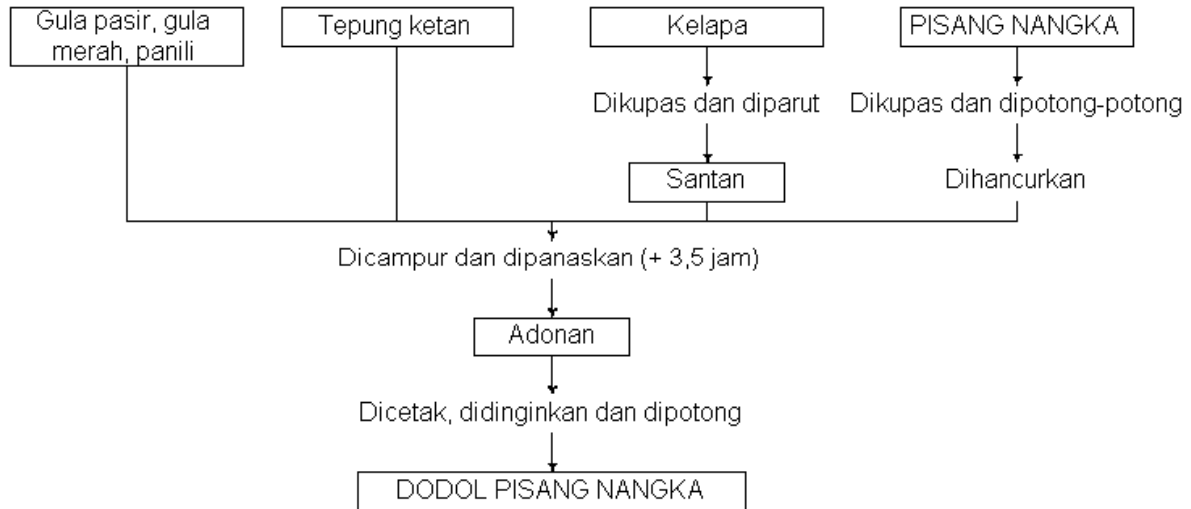 Gula pasir, gula
merah, panili
Tepung ketan
Kelapa
PISANG NANGKA
Dikupas dan diparut
Dikupas dan dipotong-potong
Santan
Dihancurkan
Dicampur dan dipanaskan (+ 3,5 jam)
Adonan
Dicetak, didinginkan dan dipotong
DODOL PISANG NANGKA